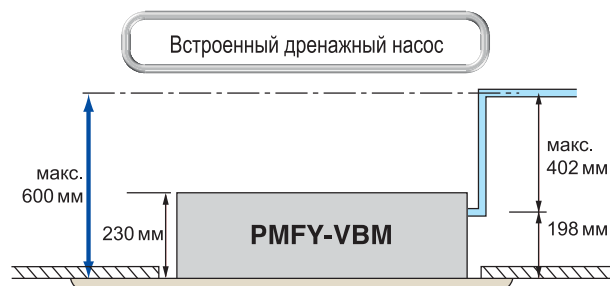 Встроенный дренажный насос
макс.
600 мм
230 мм
PMFY-VBM
макс.
402 мм
198 мм